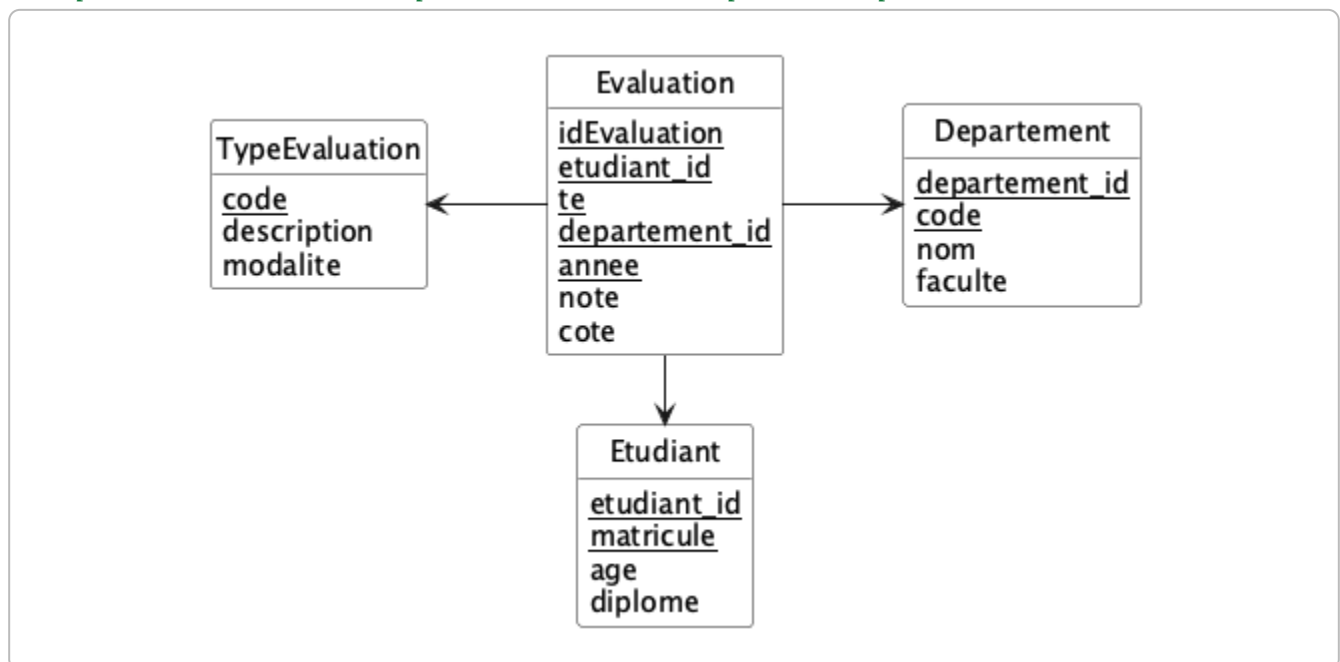 Evaluation
idEvaluation
etudiant_id
te
departement_id
annee
note
cote
TypeEvaluation
code
description
modalite
Departement
departement_id
code
nom
faculte
Etudiant
etudiant_id
matricule
age
diplome